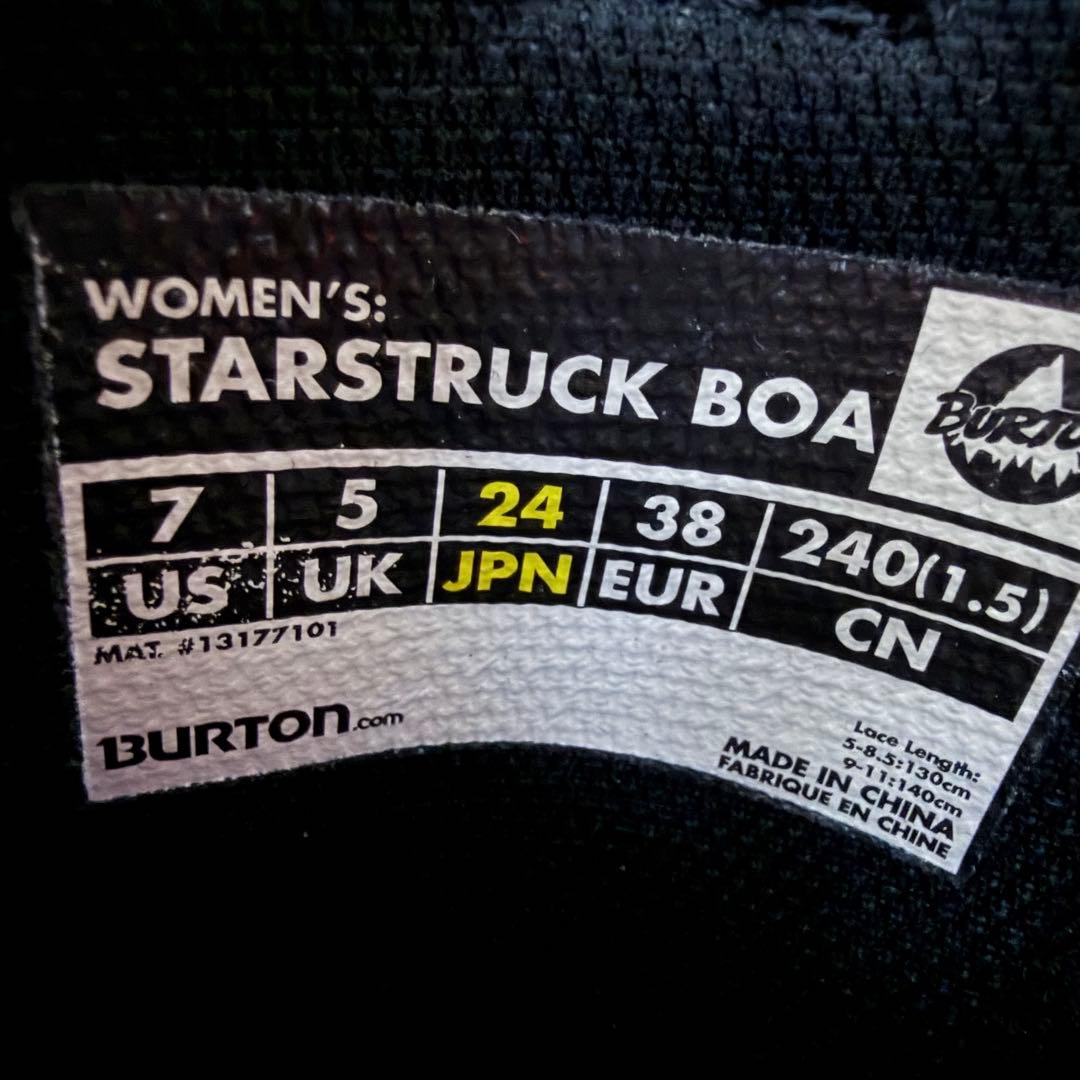 WOMEN'S:
STARSTRUCK BOA
BURTO
7 5 24 38 240(1.5)
US UK JPN EUR CN
MAT. #13177101
BURTON.com
Lace Length:
5-8.5:130cm
9-11:140cm
MADE IN CHINA
FABRIQUE EN CHINE